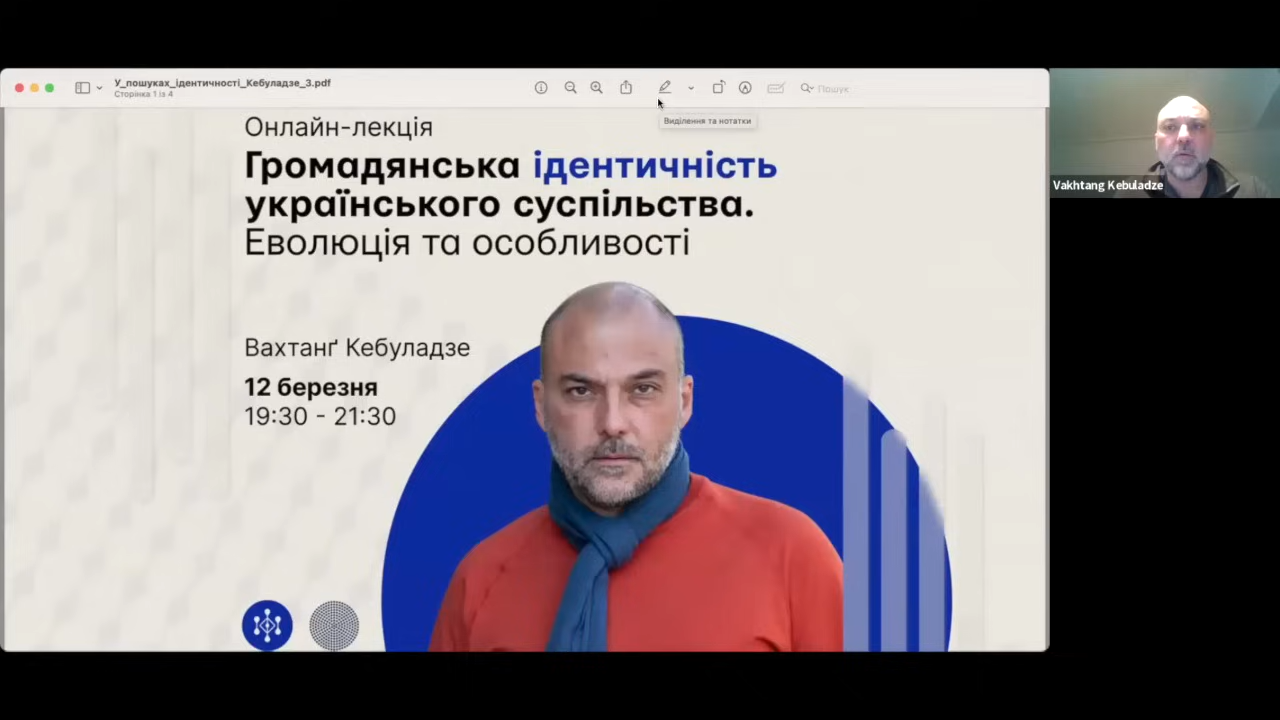 У_пошуках_ідентичності_Кебуладзе_3.pdf
Сторінка 1 із 4
Пошук
Виділення та нотатки
Онлайн-лекція
Громадянська ідентичність
українського суспільства.
Еволюція та особливості
Вахтанґ Кебуладзе
12 березня
19:30 - 21:30
Vakhtang Kebuladze